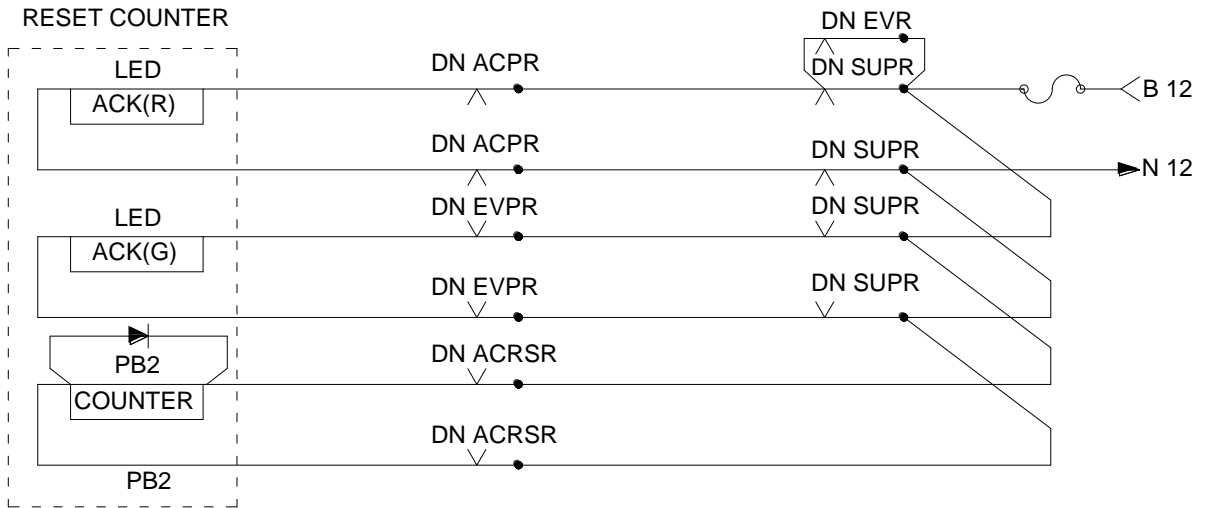 RESET COUNTER
DN EVR
LED
DN ACPR
DN SUPR
ACK(R)
B 12
DN ACPR
DN SUPR
N 12
LED
DN EVPR
DN SUPR
ACK(G)
DN EVPR
DN SUPR
PB2
DN ACRSR
COUNTER
DN ACRSR
PB2